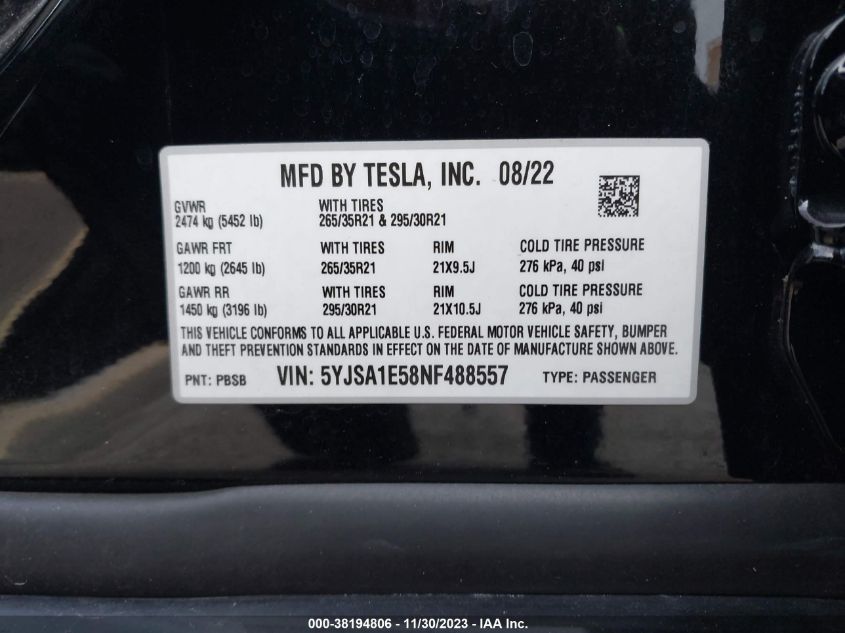 MFD BY TESLA, INC. 08/22
GVWR WITH TIRES
2474 kg (5452 lb) 265/35R21 & 295/30R21
GAWR FRT WITH TIRES RIM COLD TIRE PRESSURE
1200 kg (2645 lb) 265/35R21 21X9.5J 276 kPa, 40 psi
GAWR RR WITH TIRES RIM COLD TIRE PRESSURE
1450 kg (3196 lb) 295/30R21 21X10.5J 276 kPa, 40 psi
THIS VEHICLE CONFORMS TO ALL APPLICABLE U.S. FEDERAL MOTOR VEHICLE SAFETY, BUMPER
AND THEFT PREVENTION STANDARDS IN EFFECT ON THE DATE OF MANUFACTURE SHOWN ABOVE.
PNT: PBSB VIN: 5YJSA1E58NF488557 TYPE: PASSENGER
000-38194806 - 11/30/2023 - IAA Inc.